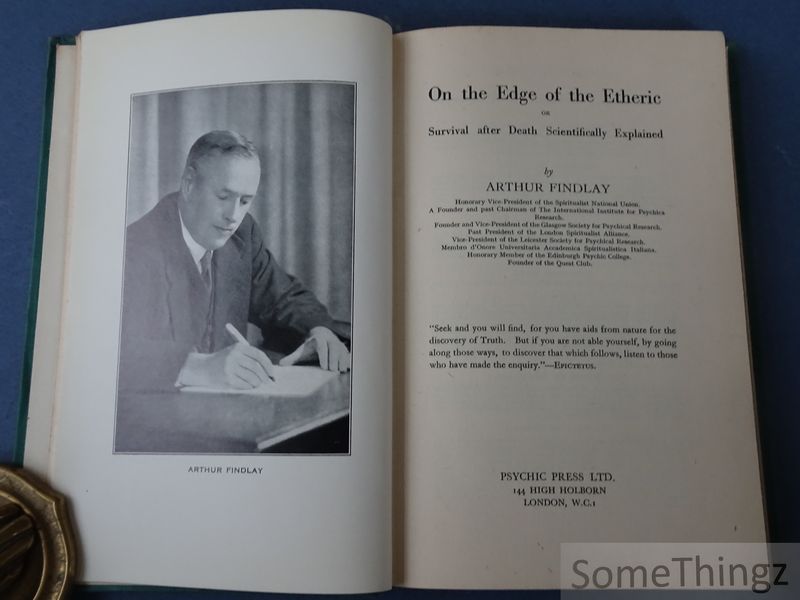 ARTHUR FINDLAY
On the Edge of the Etheric
OR
Survival after Death Scientifically Explained
by
ARTHUR FINDLAY
Honorary Vice-President of the Spiritualist National Union.
A Founder and past Chairman of The International Institute for Psychica
Research.
Founder and Vice-President of the Glasgow Society for Psychical Research.
Past President of the London Spiritualist Alliance.
Vice-President of the Leicester Society for Psychical Research.
Membro d'Onore Universitaria Accademica Spiritualistica Italiana.
Honorary Member of the Edinburgh Psychic College.
Founder of the Quest Club.
"Seek and you will find, for you have aids from nature for the
discovery of Truth. But if you are not able yourself, by going
along those ways, to discover that which follows, listen to those
who have made the enquiry."—EPICTETUS.
PSYCHIC PRESS LTD.
144 HIGH HOLBORN
LONDON, W.C.1
SomeThingz